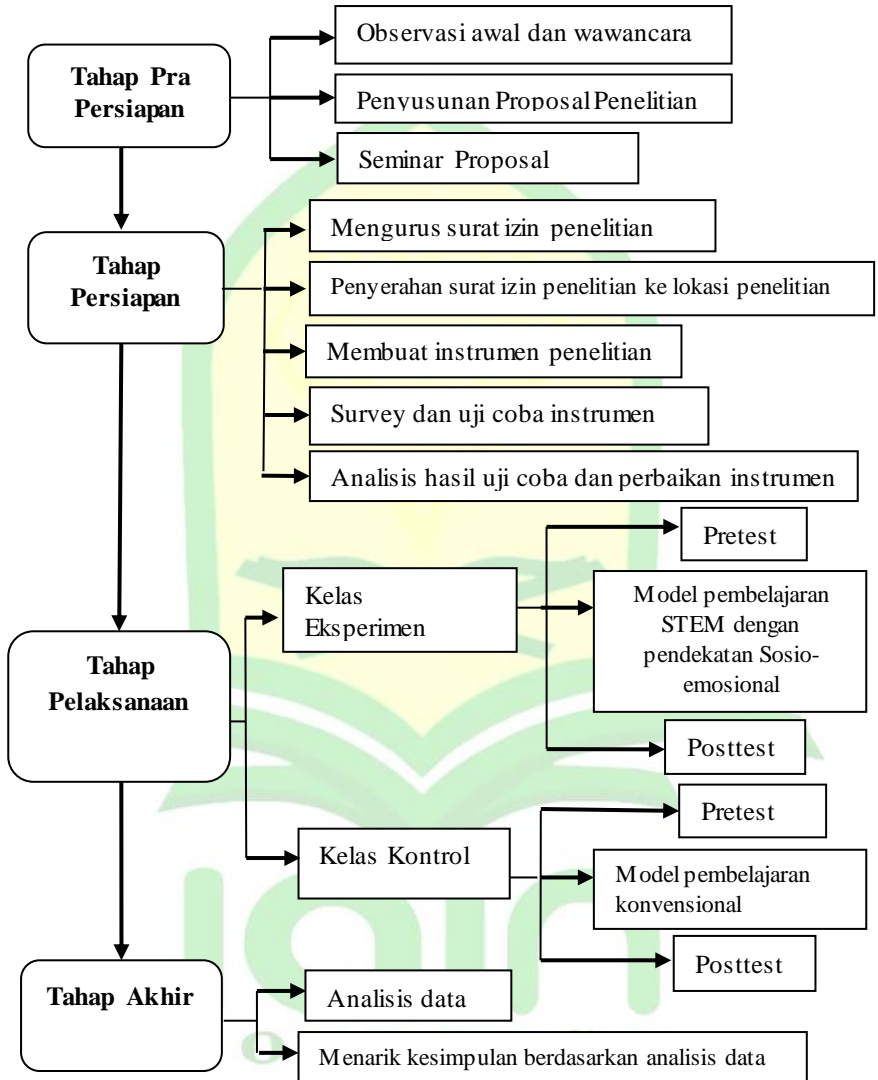 Tahap Pra
Persiapan
Observasi awal dan wawancara
Penyusunan Proposal Penelitian
Seminar Proposal
Tahap
Persiapan
Mengurus surat izin penelitian
Penyerahan surat izin penelitian ke lokasi penelitian
Membuat instrumen penelitian
Survey dan uji coba instrumen
Analisis hasil uji coba dan perbaikan instrumen
Tahap
Pelaksanaan
Kelas
Eksperimen
Pretest
Model pembelajaran
STEM dengan
pendekatan Sosio-
emosional
Posttest
Kelas Kontrol
Pretest
Model pembelajaran
konvensional
Posttest
Tahap Akhir
Analisis data
Menarik kesimpulan berdasarkan analisis data
iain